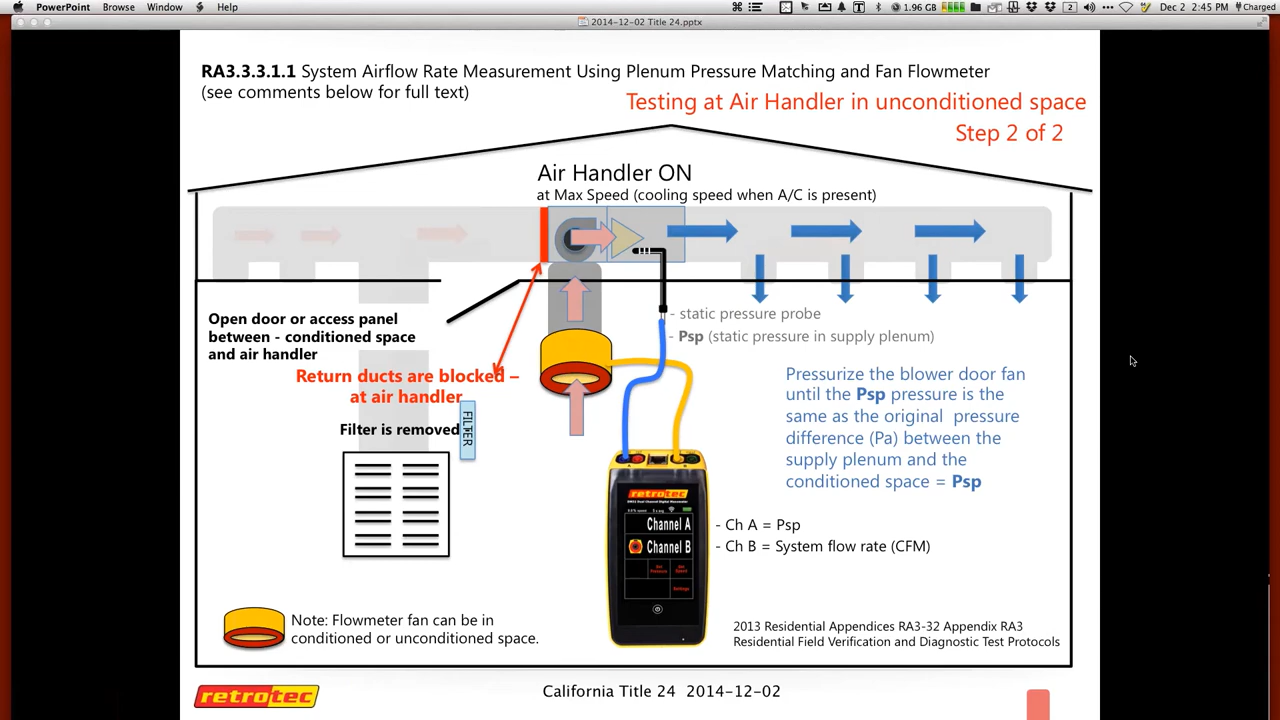 PowerPoint Browse Window Help
1.96 GB
2
Dec 2 2:45 PM Charged
2014-12-02 Title 24.pptx
RA3.3.3.1.1 System Airflow Rate Measurement Using Plenum Pressure Matching and Fan Flowmeter
(see comments below for full text)
Testing at Air Handler in unconditioned space
Step 2 of 2
Air Handler ON
at Max Speed (cooling speed when A/C is present)
Open door or access panel
between - conditioned space
and air handler
- static pressure probe
- Psp (static pressure in supply plenum)
Return ducts are blocked –
at air handler
Filter is removed
FILTER
Pressurize the blower door fan
until the Psp pressure is the
same as the original pressure
difference (Pa) between the
supply plenum and the
conditioned space = Psp
retrotec
Channel A
Channel B
Set
Pressure
Set
Speed
Settings
- Ch A = Psp
- Ch B = System flow rate (CFM)
Note: Flowmeter fan can be in
conditioned or unconditioned space.
2013 Residential Appendices RA3-32 Appendix RA3
Residential Field Verification and Diagnostic Test Protocols
retrotec
California Title 24 2014-12-02